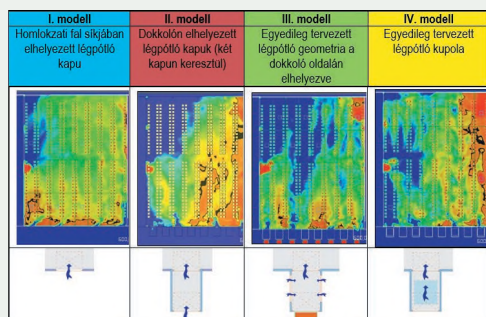 I. modell
Homlokzati fal síkjában
elhelyezett légpótló
kapu
II. modell
Dokkolón elhelyezett
légpótló kapuk (két
kapun keresztül)
III. modell
Egyedileg tervezett
légpótló geometria a
dokkoló oldalán
elhelyezve
IV. modell
Egyedileg tervezett
légpótló kupola